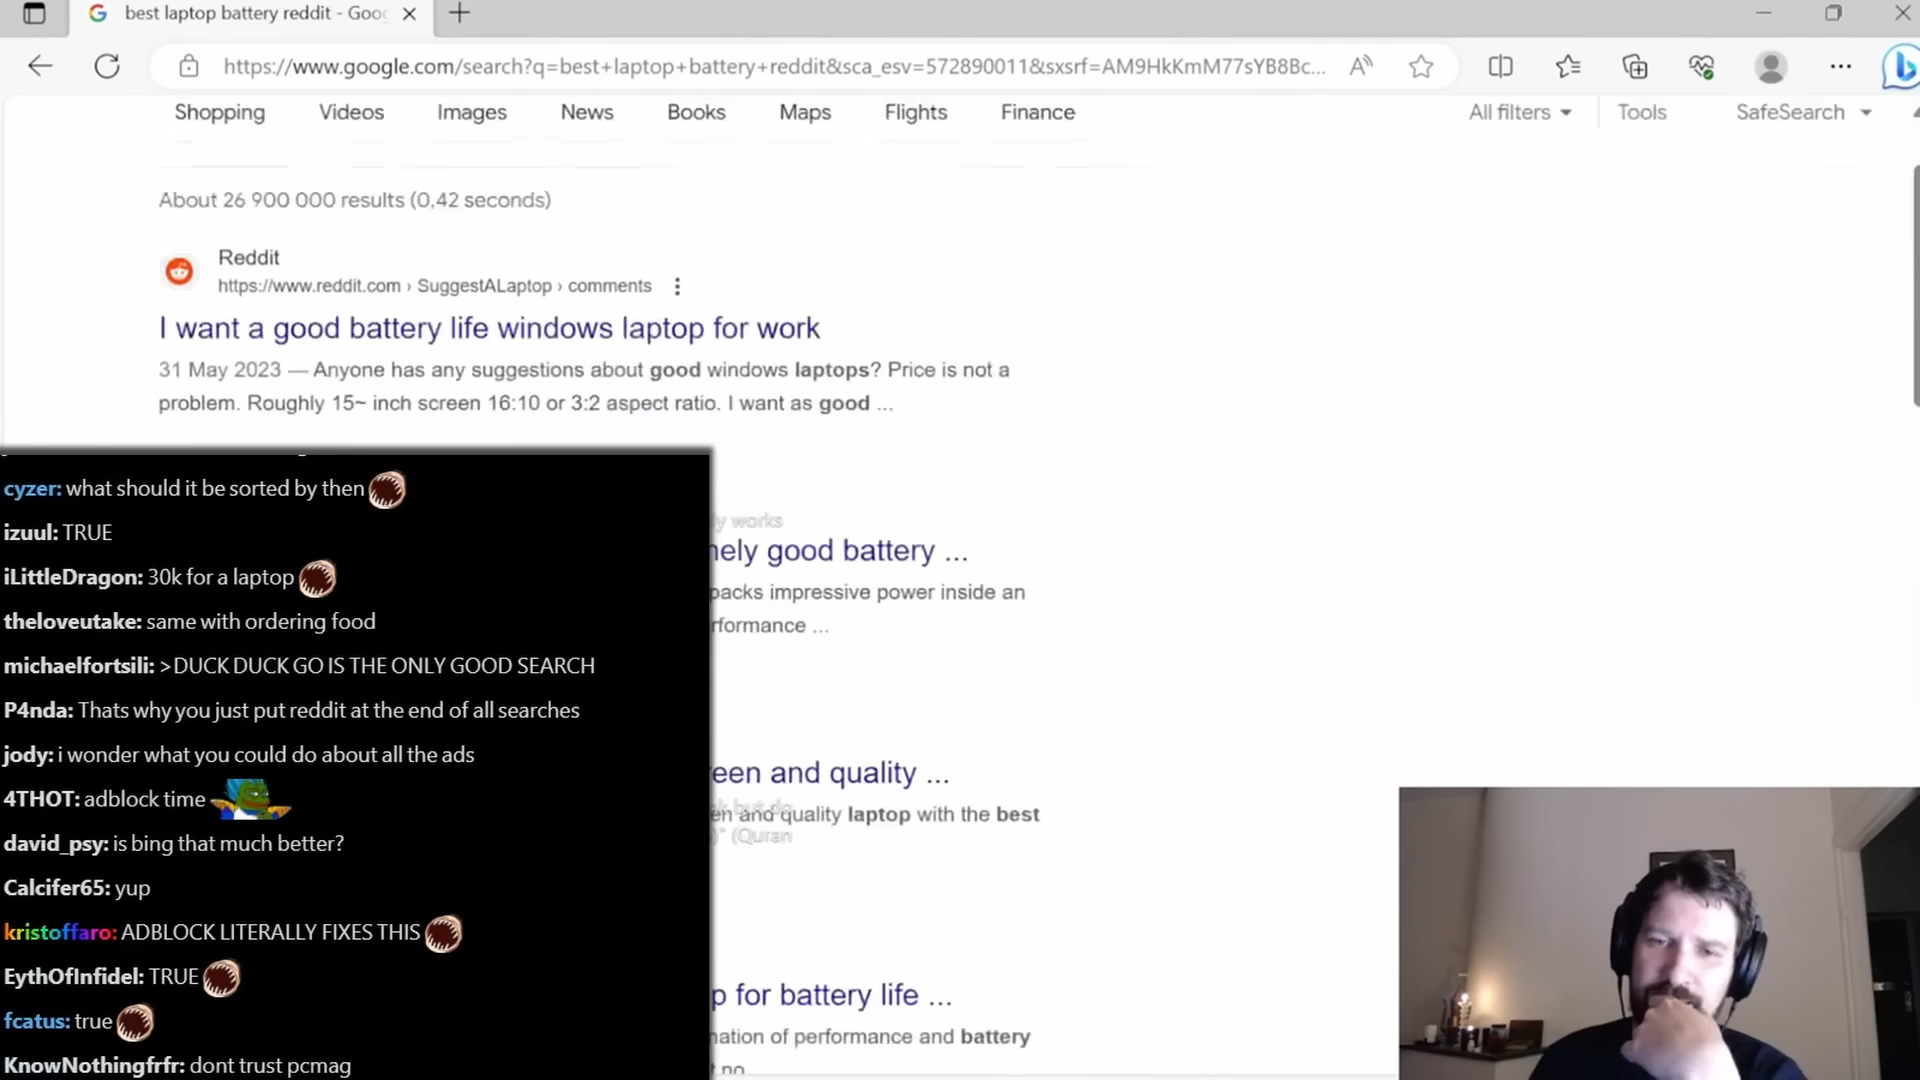 best laptop battery reddit - Goo
https://www.google.com/search?q=best+laptop+battery+reddit&sca_esv=572890011&sxsrf=AM9HkKmM77sYB8Bc...
Shopping Videos Images News Books Maps Flights Finance All filters Tools SafeSearch
About 26 900 000 results (0,42 seconds)
Reddit
https://www.reddit.com › SuggestALaptop › comments
I want a good battery life windows laptop for work
31 May 2023 — Anyone has any suggestions about good windows laptops? Price is not a
problem. Roughly 15~ inch screen 16:10 or 3:2 aspect ratio. I want as good ...
cyzer: what should it be sorted by then
izuul: TRUE
iLittleDragon: 30k for a laptop
theloveutake: same with ordering food
michaelfortsili: >DUCK DUCK GO IS THE ONLY GOOD SEARCH
P4nda: Thats why you just put reddit at the end of all searches
jody: i wonder what you could do about all the ads
4THOT: adblock time
david_psy: is bing that much better?
Calcifer65: yup
kristoffaro: ADBLOCK LITERALLY FIXES THIS
EythOfInfidel: TRUE
fcatus: true
KnowNothingfrfr: dont trust pcmag
y works
nely good battery ...
packs impressive power inside an
rformance ...
een and quality ...
en and quality laptop with the best
)" (Quran
p for battery life ...
nation of performance and battery